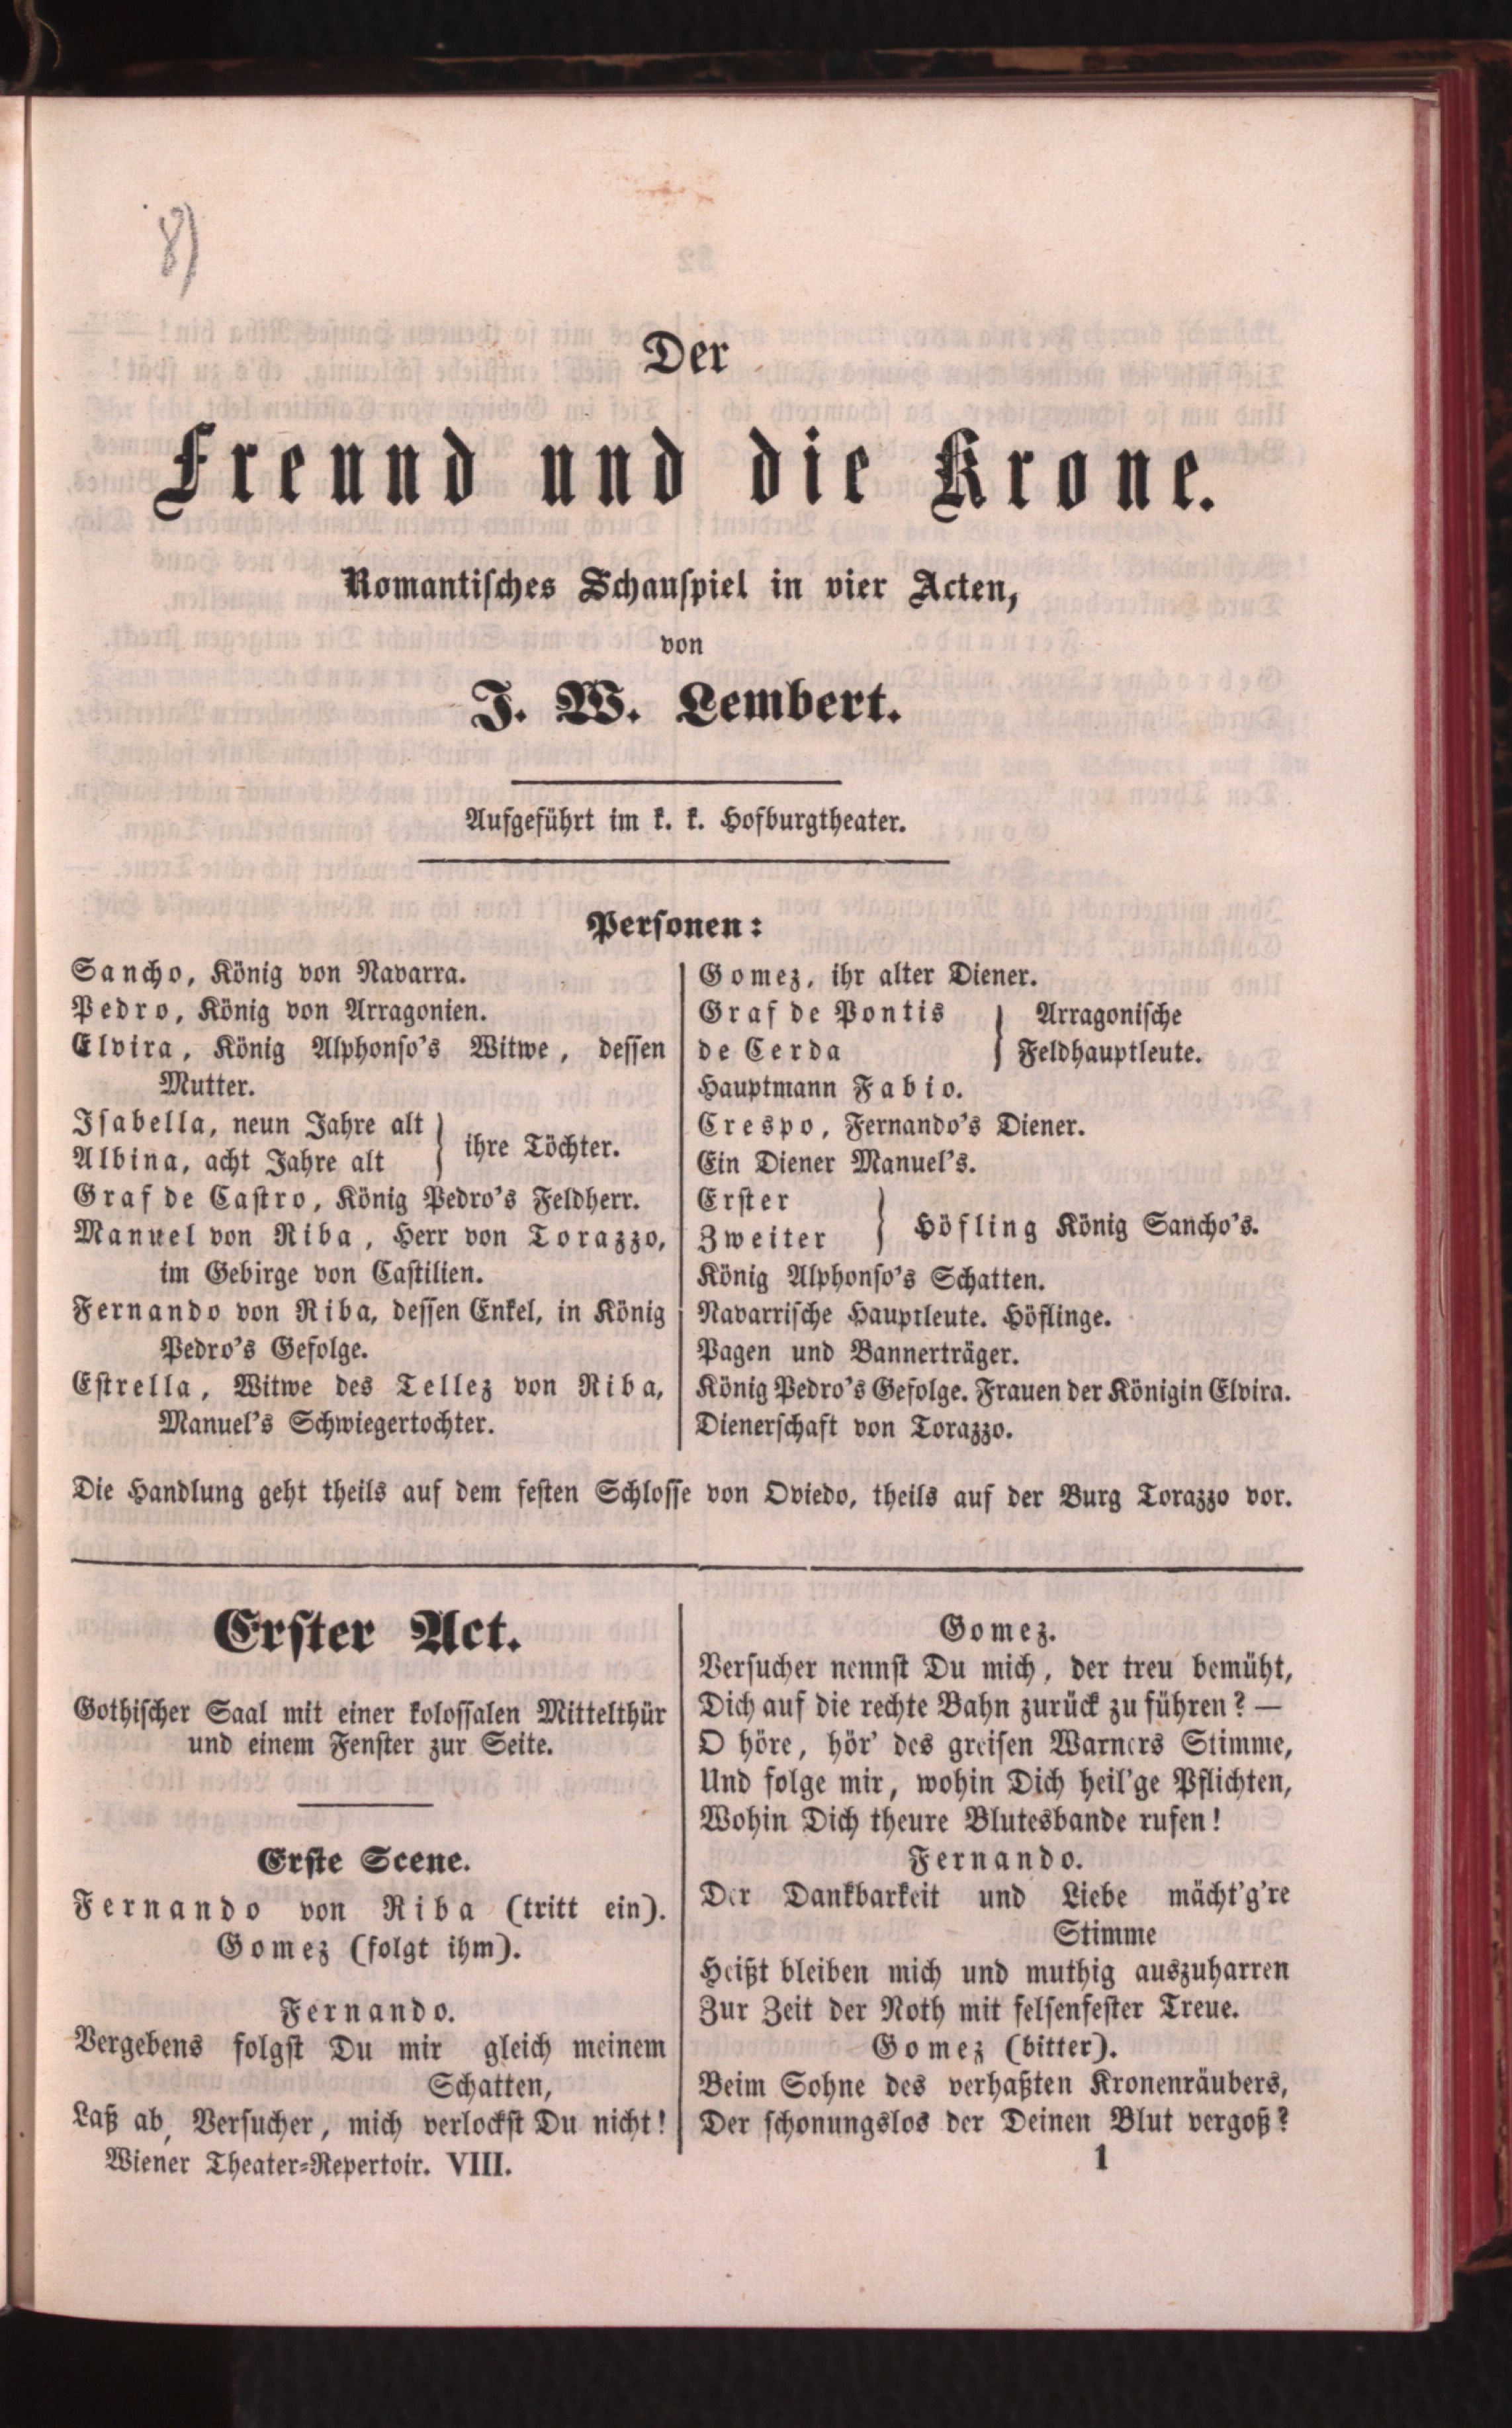 8)
Der
Freund und die Krone.
Romantisches Schauspiel in vier Acten,
von
J. W. Lembert.
Aufgeführt im k. k. Hofburgtheater.
Personen:
Sancho, König von Navarra.
Pedro, König von Arragonien.
Elvira, König Alphonso's Witwe, dessen
Mutter.
Isabella, neun Jahre alt
Albina, acht Jahre alt
ihre Töchter.
Graf de Castro, König Pedro's Feldherr.
Manuel von Riba, Herr von Torazzo,
im Gebirge von Castilien.
Fernando von Riba, dessen Enkel, in König
Pedro's Gefolge.
Estrella, Witwe des Tellez von Riba,
Manuel's Schwiegertochter.
Gomez, ihr alter Diener.
Graf de Pontis
de Cerda
Arragonische
Feldhauptleute.
Hauptmann Fabio.
Crespo, Fernando's Diener.
Ein Diener Manuel's.
Erster
Zweiter
Höfling König Sancho's.
König Alphonso's Schatten.
Navarrische Hauptleute. Höflinge.
Pagen und Bannerträger.
König Pedro's Gefolge. Frauen der Königin Elvira.
Dienerschaft von Torazzo.
Die Handlung geht theils auf dem festen Schlosse von Oviedo, theils auf der Burg Torazzo vor.
Erster Act.
Gothischer Saal mit einer kolossalen Mittelthür
und einem Fenster zur Seite.
Erste Scene.
Fernando von Riba (tritt ein).
Gomez (folgt ihm).
Fernando.
Vergebens folgst Du mir gleich meinem
Schatten,
Laß ab, Versucher, mich verlockst Du nicht!
Gomez.
Versucher nennst Du mich, der treu bemüht,
Dich auf die rechte Bahn zurück zu führen? —
O höre, hör' des greisen Warners Stimme,
Und folge mir, wohin Dich heil'ge Pflichten,
Wohin Dich theure Blutesbande rufen!
Fernando.
Der Dankbarkeit und Liebe mächt'g're
Stimme
Heißt bleiben mich und muthig auszuharren
Zur Zeit der Noth mit felsenfester Treue.
Gomez (bitter).
Beim Sohne des verhaßten Kronenräubers,
Der schonungslos der Deinen Blut vergoß?
Wiener Theater=Repertoir. VIII.
1